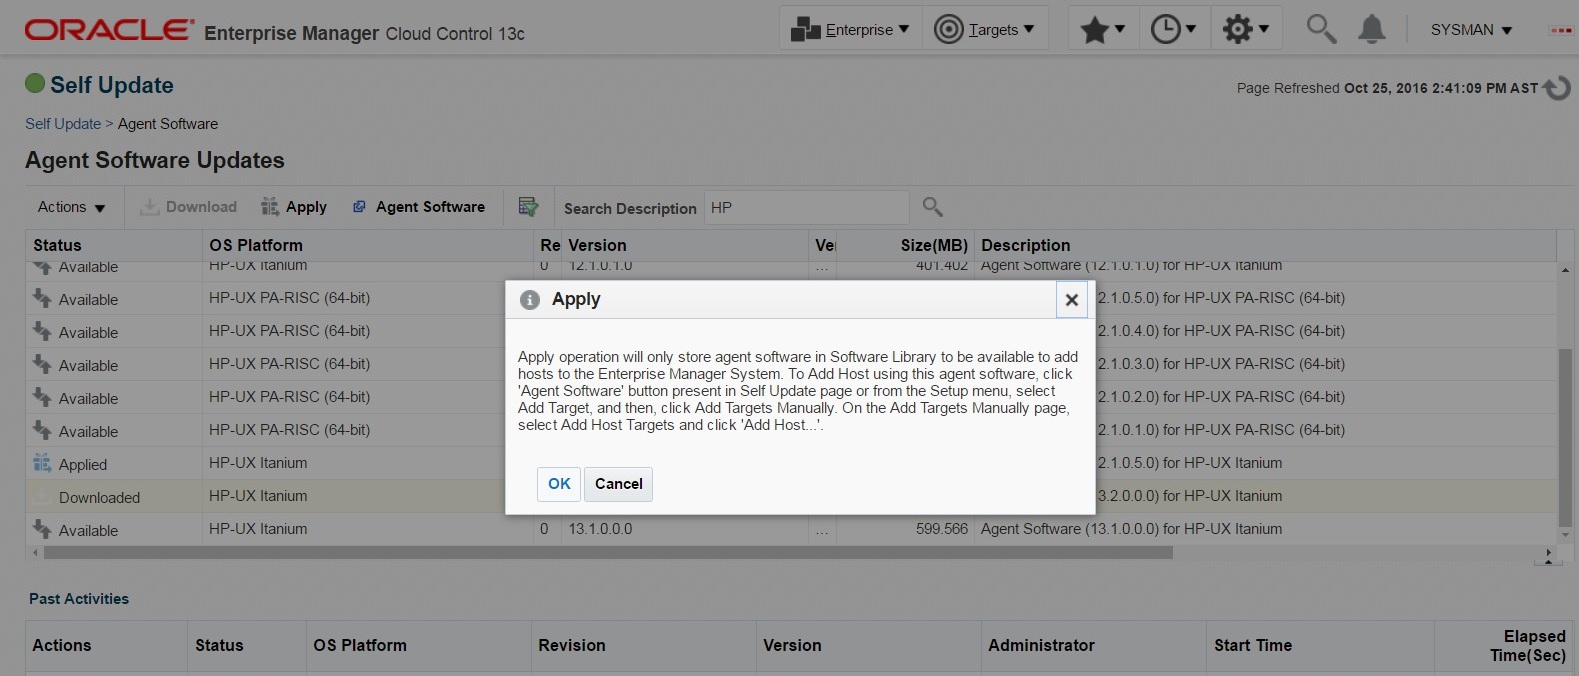 ORACLE Enterprise Manager Cloud Control 13c
Enterprise
Targets
SYSMAN
Self Update
Page Refreshed Oct 25, 2016 2:41:09 PM AST
Self Update > Agent Software
Agent Software Updates
Actions Download Apply Agent Software Search Description HP
Status OS Platform Re Version Ver Size(MB) Description
Available HP-UX Itanium 0 12.1.0.1.0 ... 401.402 Agent Software (12.1.0.1.0) for HP-UX Itanium
Available HP-UX PA-RISC (64-bit) 2.1.0.5.0) for HP-UX PA-RISC (64-bit)
Available HP-UX PA-RISC (64-bit) 2.1.0.4.0) for HP-UX PA-RISC (64-bit)
Available HP-UX PA-RISC (64-bit) 2.1.0.3.0) for HP-UX PA-RISC (64-bit)
Available HP-UX PA-RISC (64-bit) 2.1.0.2.0) for HP-UX PA-RISC (64-bit)
Available HP-UX PA-RISC (64-bit) 2.1.0.1.0) for HP-UX PA-RISC (64-bit)
Applied HP-UX Itanium 2.1.0.5.0) for HP-UX Itanium
Downloaded HP-UX Itanium 3.2.0.0.0) for HP-UX Itanium
Available HP-UX Itanium 0 13.1.0.0.0 ... 599.566 Agent Software (13.1.0.0.0) for HP-UX Itanium
Apply
Apply operation will only store agent software in Software Library to be available to add
hosts to the Enterprise Manager System. To Add Host using this agent software, click
'Agent Software' button present in Self Update page or from the Setup menu, select
Add Target, and then, click Add Targets Manually. On the Add Targets Manually page,
select Add Host Targets and click 'Add Host...'.
OK Cancel
Past Activities
Actions Status OS Platform Revision Version Administrator Start Time Elapsed
Time(Sec)